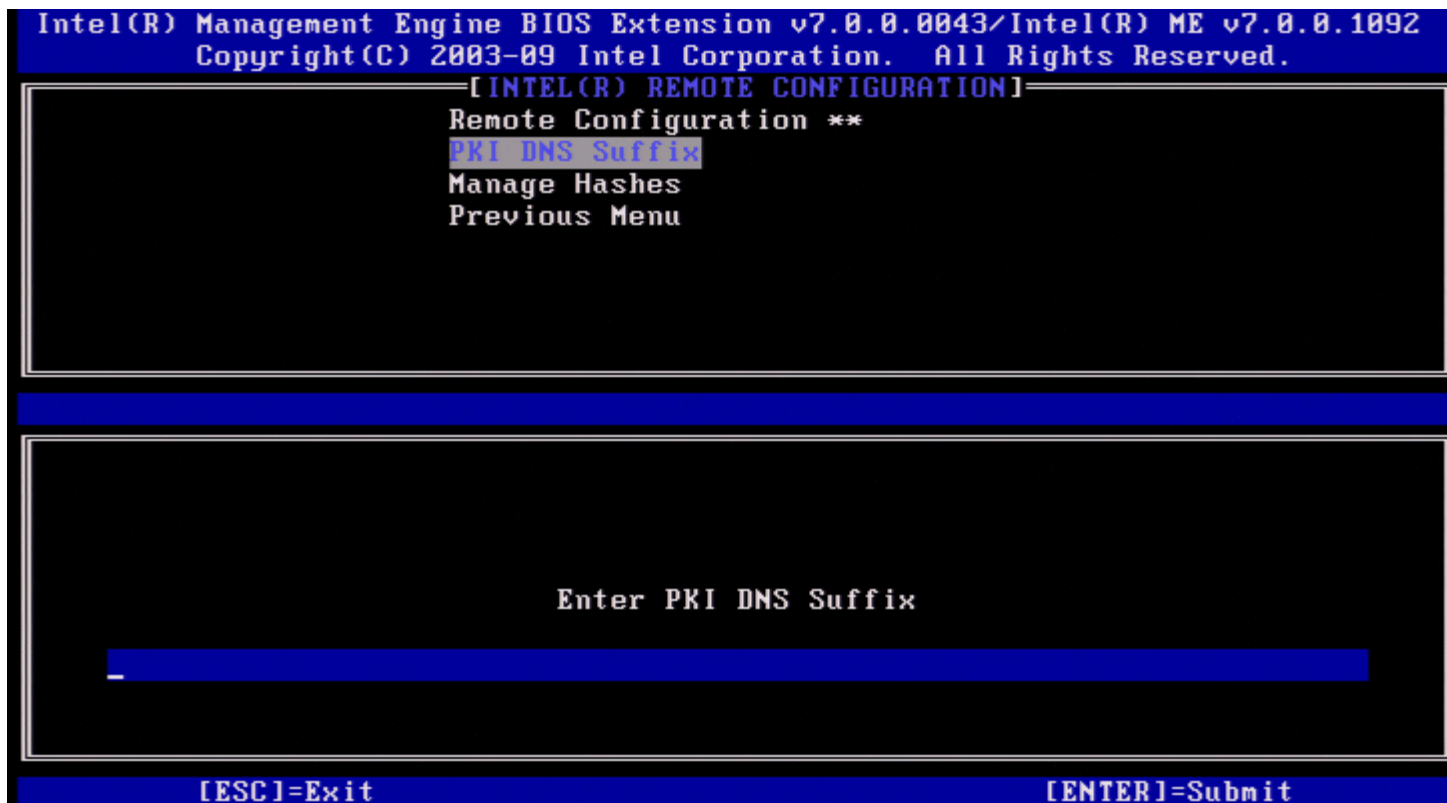 Intel(R) Management Engine BIOS Extension v7.0.0.0043/Intel(R) ME v7.0.0.1092
Copyright(C) 2003-09 Intel Corporation. All Rights Reserved.
[INTEL(R) REMOTE CONFIGURATION]
Remote Configuration **
PKI DNS Suffix
Manage Hashes
Previous Menu
Enter PKI DNS Suffix
[ESC]=Exit [ENTER]=Submit